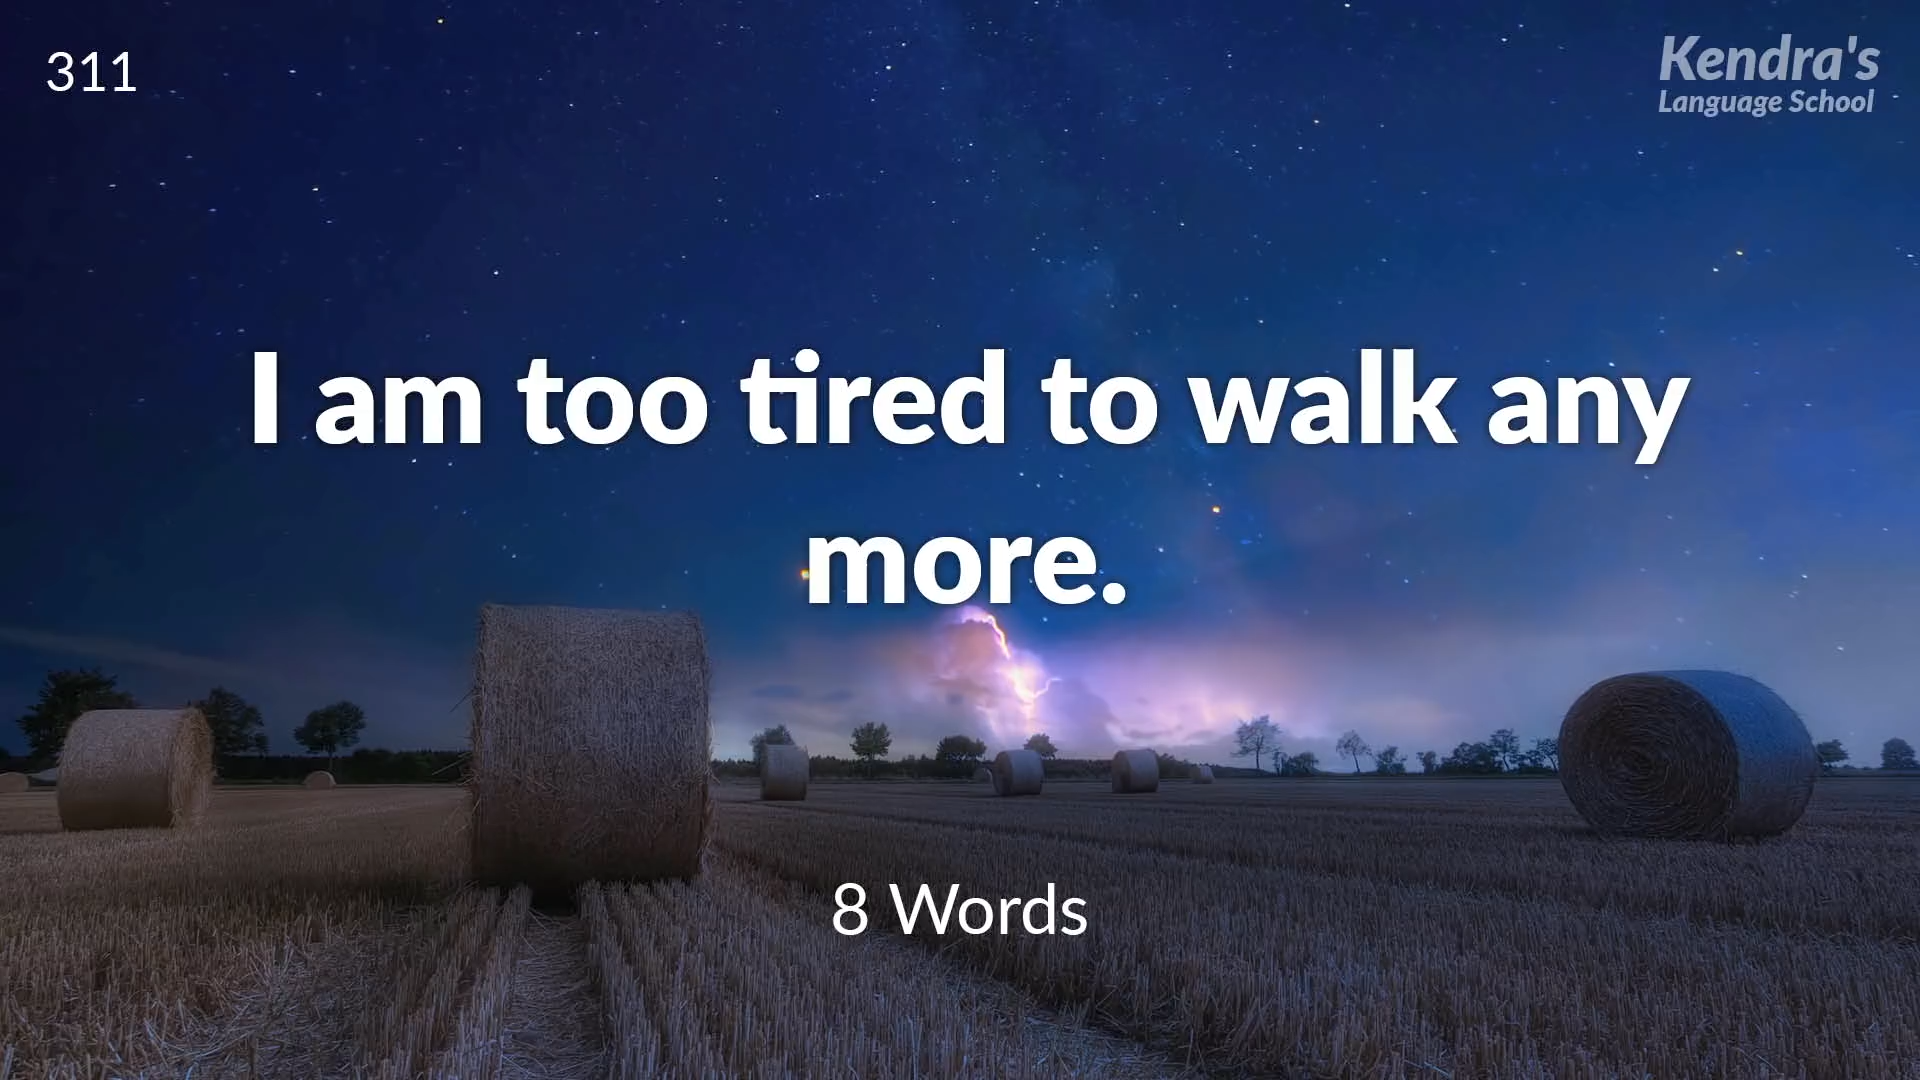 311
Kendra's
Language School
I am too tired to walk any
more.
8 Words